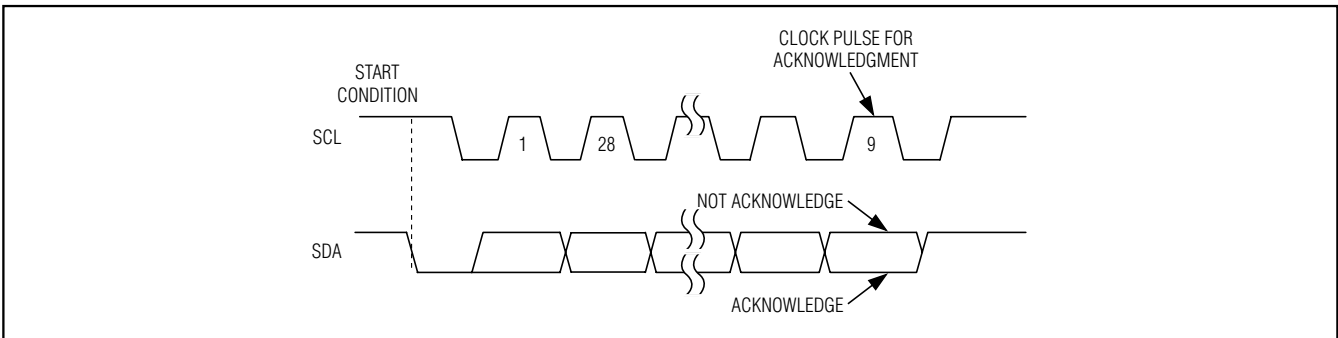 CLOCK PULSE FOR
ACKNOWLEDGMENT
START
CONDITION
SCL
1
28
9
NOT ACKNOWLEDGE
SDA
ACKNOWLEDGE